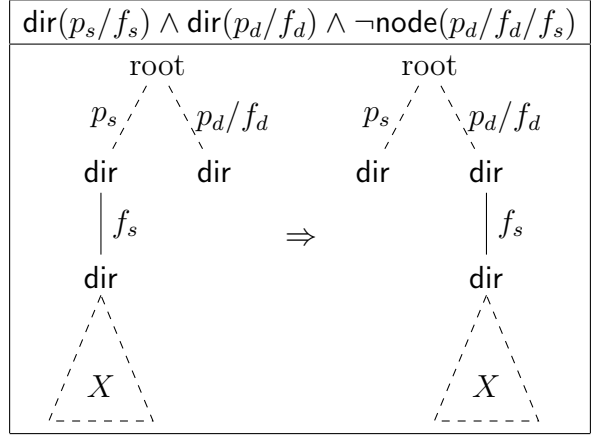 dir(p_s/f_s) ∧ dir(p_d/f_d) ∧ ¬node(p_d/f_d/f_s)
root root
p_s p_d/f_d p_s p_d/f_d
dir dir dir dir
f_s ⇒ f_s
dir dir
X X